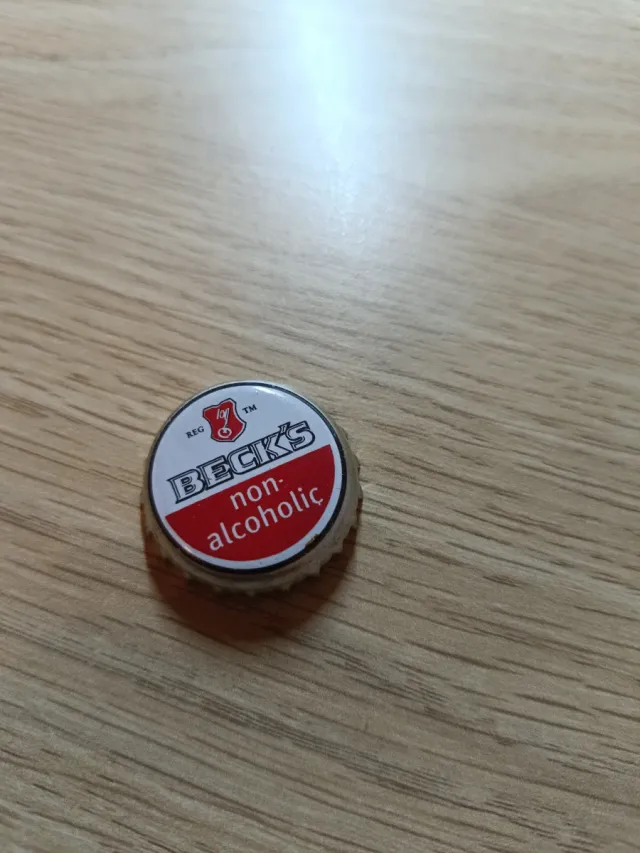 REG TM
BECK'S
non-
alcoholic